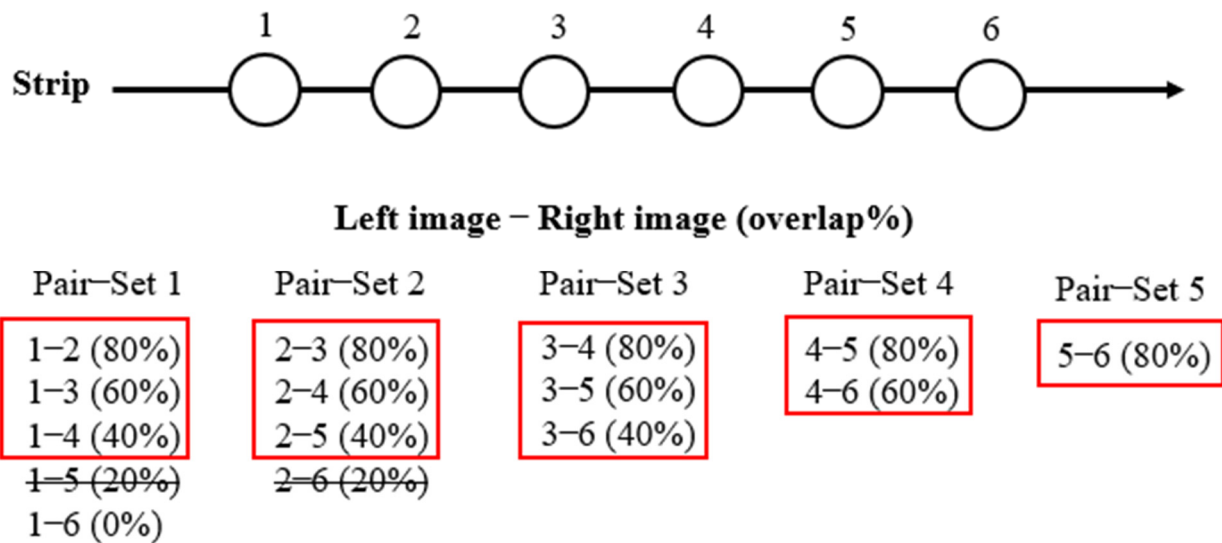 1 2 3 4 5 6
Strip
Left image − Right image (overlap%)
Pair−Set 1 Pair−Set 2 Pair−Set 3 Pair−Set 4 Pair−Set 5
1−2 (80%) 2−3 (80%) 3−4 (80%) 4−5 (80%) 5−6 (80%)
1−3 (60%) 2−4 (60%) 3−5 (60%) 4−6 (60%)
1−4 (40%) 2−5 (40%) 3−6 (40%)
1−5 (20%) 2−6 (20%)
1−6 (0%)